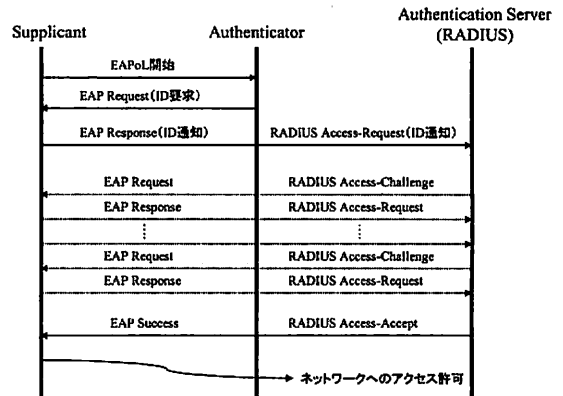 Supplicant
Authenticator
Authentication Server
(RADIUS)
EAPoL開始
EAP Request(ID要求)
EAP Response(ID通知)
RADIUS Access-Request(ID通知)
EAP Request
RADIUS Access-Challenge
EAP Response
RADIUS Access-Request
EAP Request
RADIUS Access-Challenge
EAP Response
RADIUS Access-Request
EAP Success
RADIUS Access-Accept
ネットワークへのアクセス許可